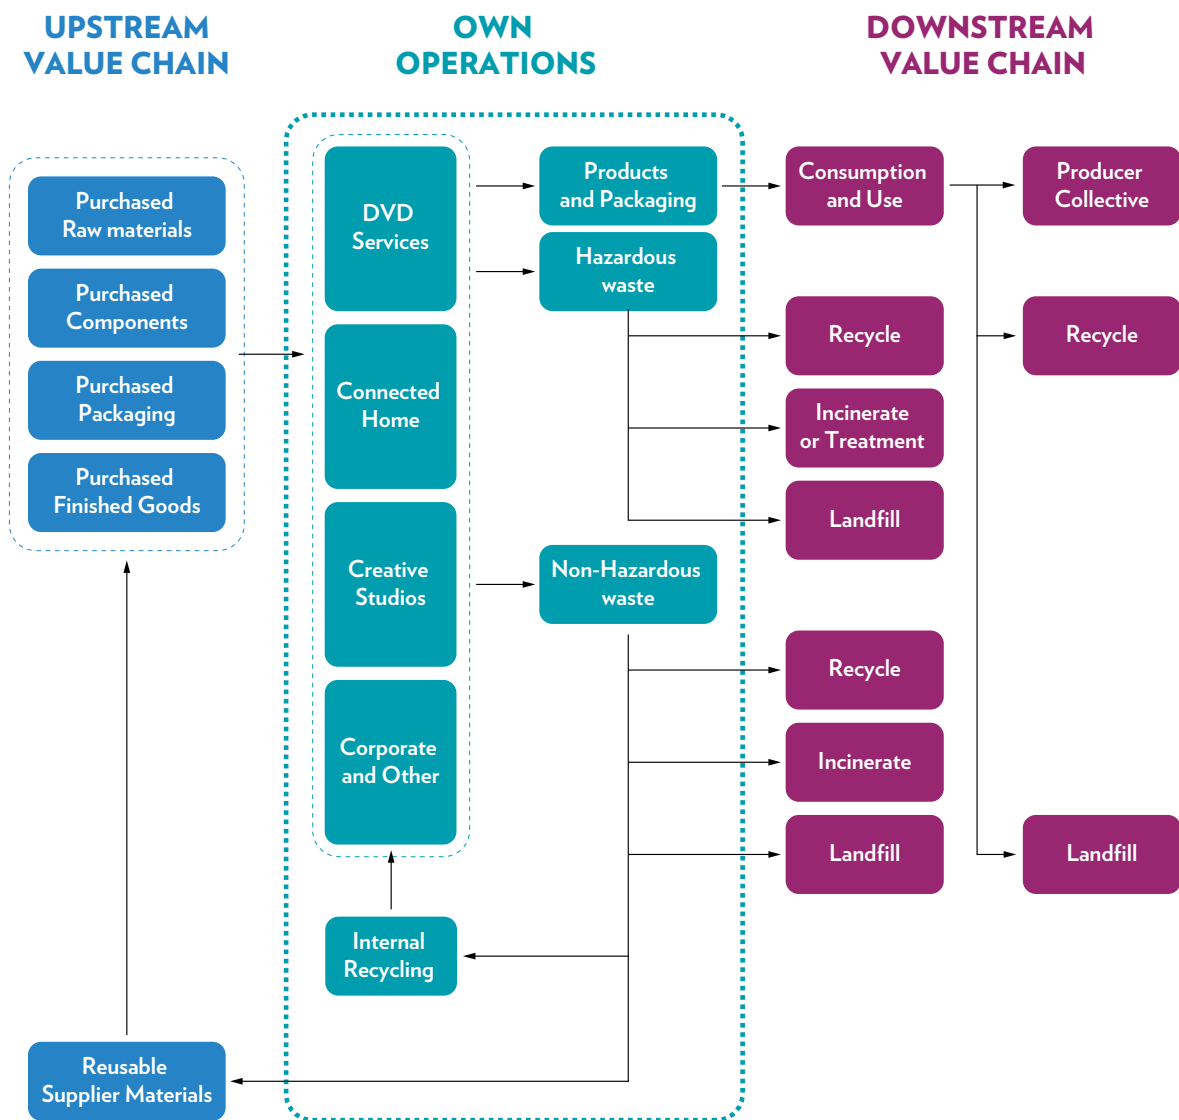 UPSTREAM
VALUE CHAIN
OWN
OPERATIONS
DOWNSTREAM
VALUE CHAIN
Purchased
Raw materials
Purchased
Components
Purchased
Packaging
Purchased
Finished Goods
Reusable
Supplier Materials
DVD
Services
Connected
Home
Creative
Studios
Corporate
and Other
Internal
Recycling
Products
and Packaging
Hazardous
waste
Non-Hazardous
waste
Consumption
and Use
Recycle
Incinerate
or Treatment
Landfill
Recycle
Incinerate
Landfill
Producer
Collective
Recycle
Landfill